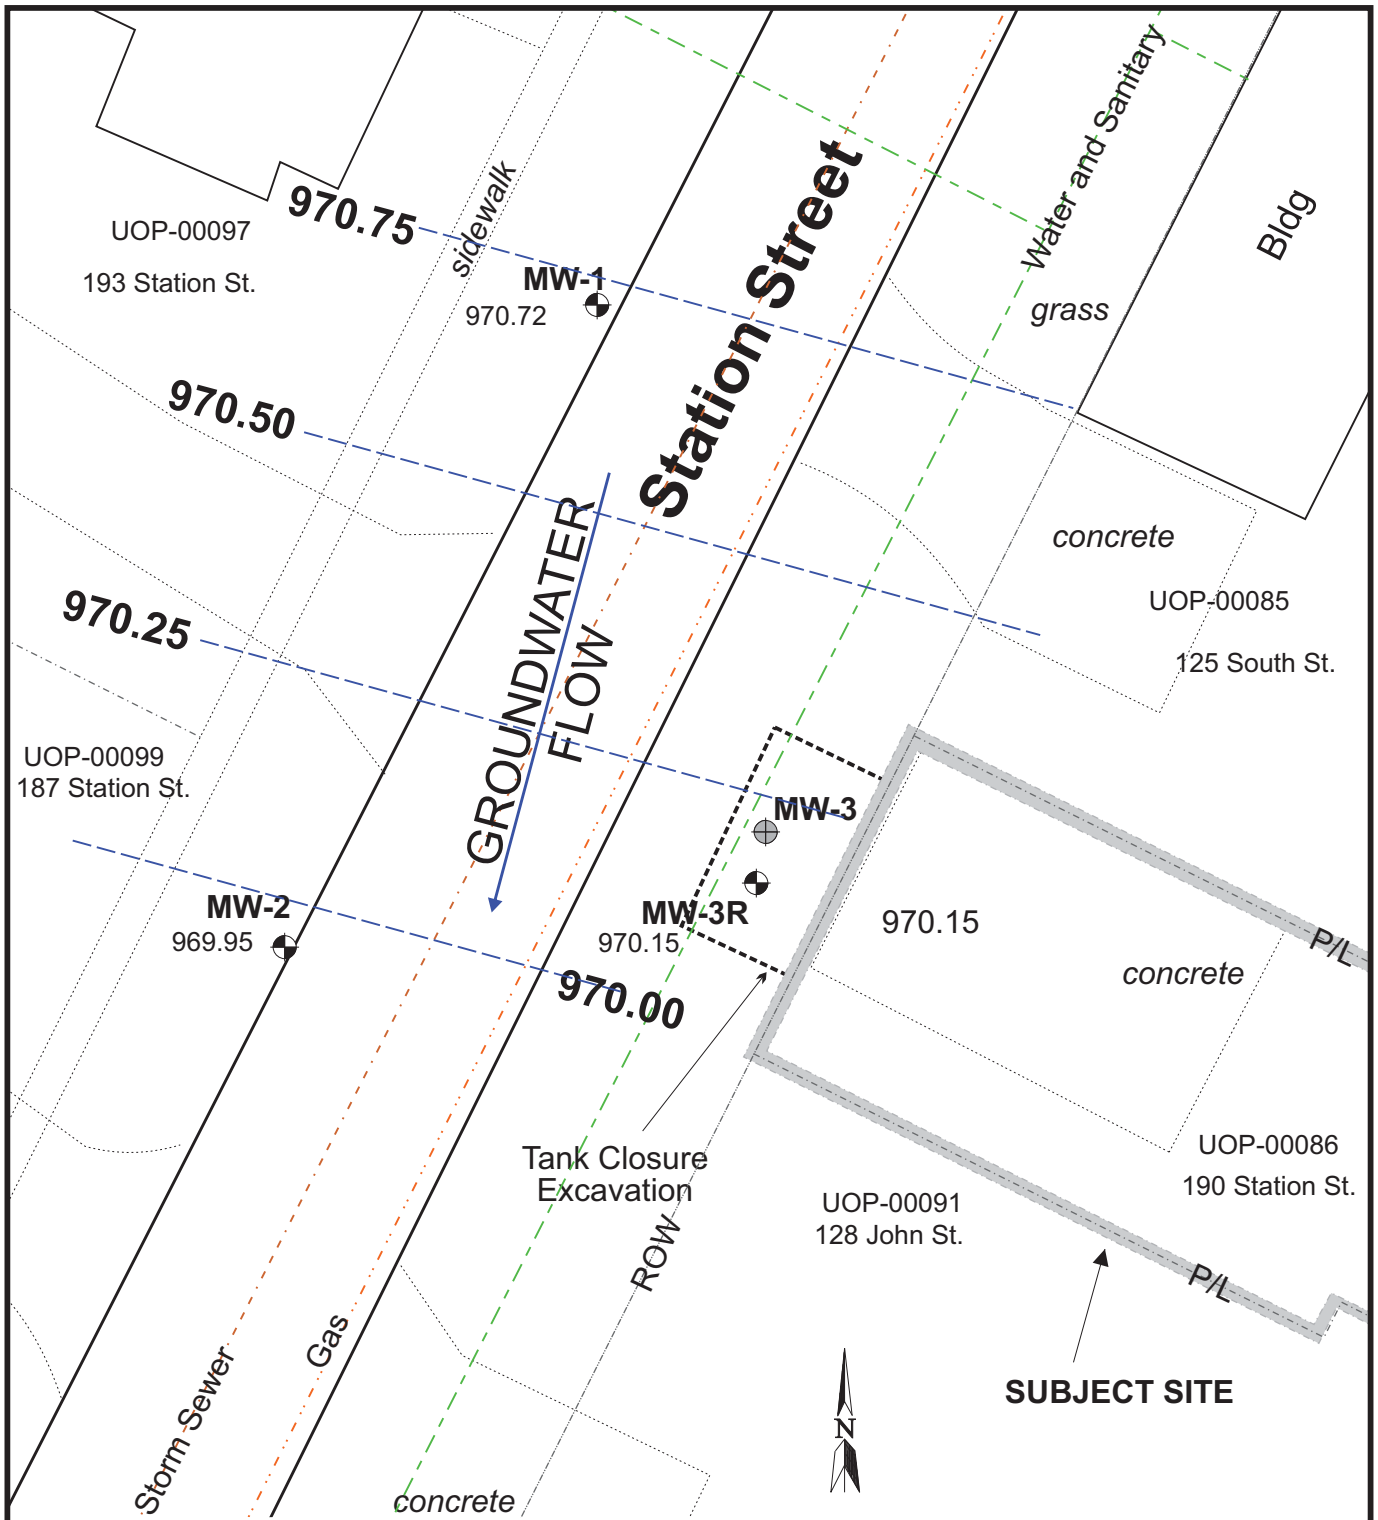 Water and Sanitary
Station Street
sidewalk
Bldg
970.75
UOP-00097
193 Station St.
MW-1
970.72
grass
970.50
GROUNDWATER
FLOW
concrete
UOP-00085
125 South St.
970.25
UOP-00099
187 Station St.
MW-3
MW-2
969.95
MW-3R
970.15
970.15
P/L
concrete
970.00
Tank Closure
Excavation
UOP-00086
190 Station St.
UOP-00091
128 John St.
ROW
P/L
Gas
Storm Sewer
SUBJECT SITE
N
concrete